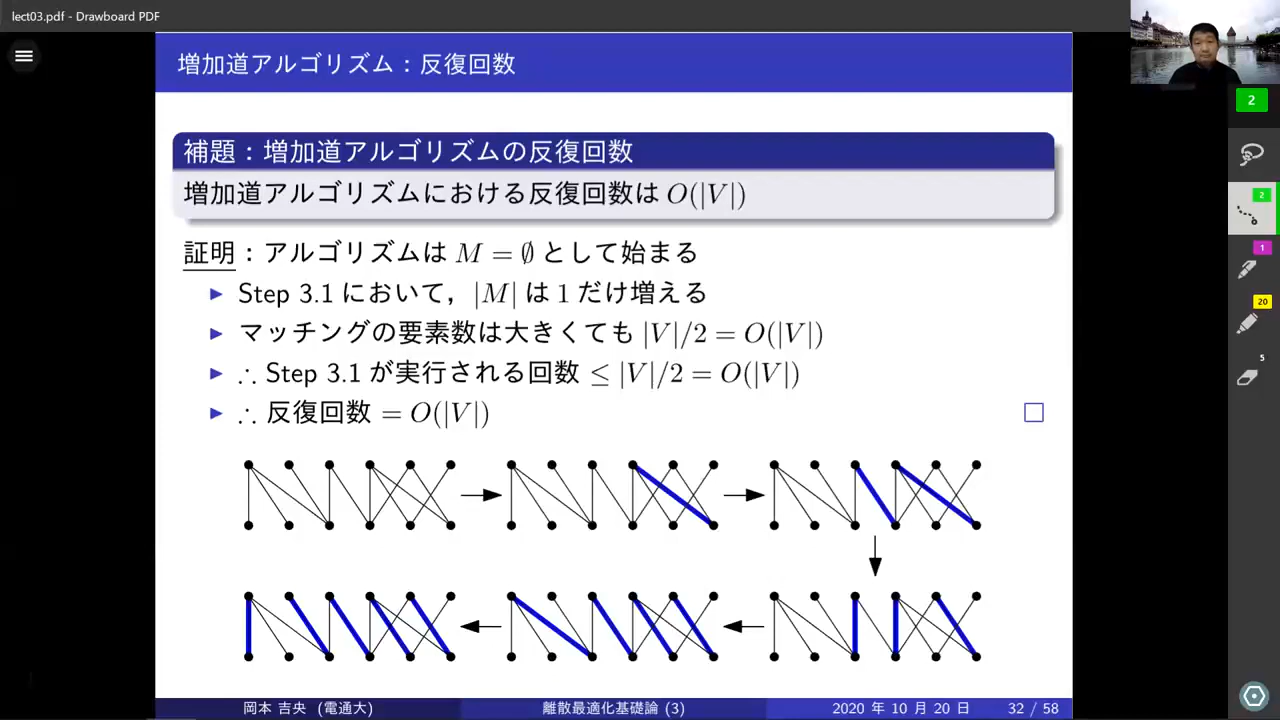 lect03.pdf - Drawboard PDF
増加道アルゴリズム：反復回数
補題：増加道アルゴリズムの反復回数
増加道アルゴリズムにおける反復回数は O(|V|)
証明：アルゴリズムは M = ∅ として始まる
▶ Step 3.1 において，|M| は 1 だけ増える
▶ マッチングの要素数は大きくても |V|/2 = O(|V|)
▶ ∴ Step 3.1 が実行される回数 ≤ |V|/2 = O(|V|)
▶ ∴ 反復回数 = O(|V|) □
岡本 吉央 (電通大) 離散最適化基礎論 (3) 2020 年 10 月 20 日 32 / 58
2
2
1
20
5